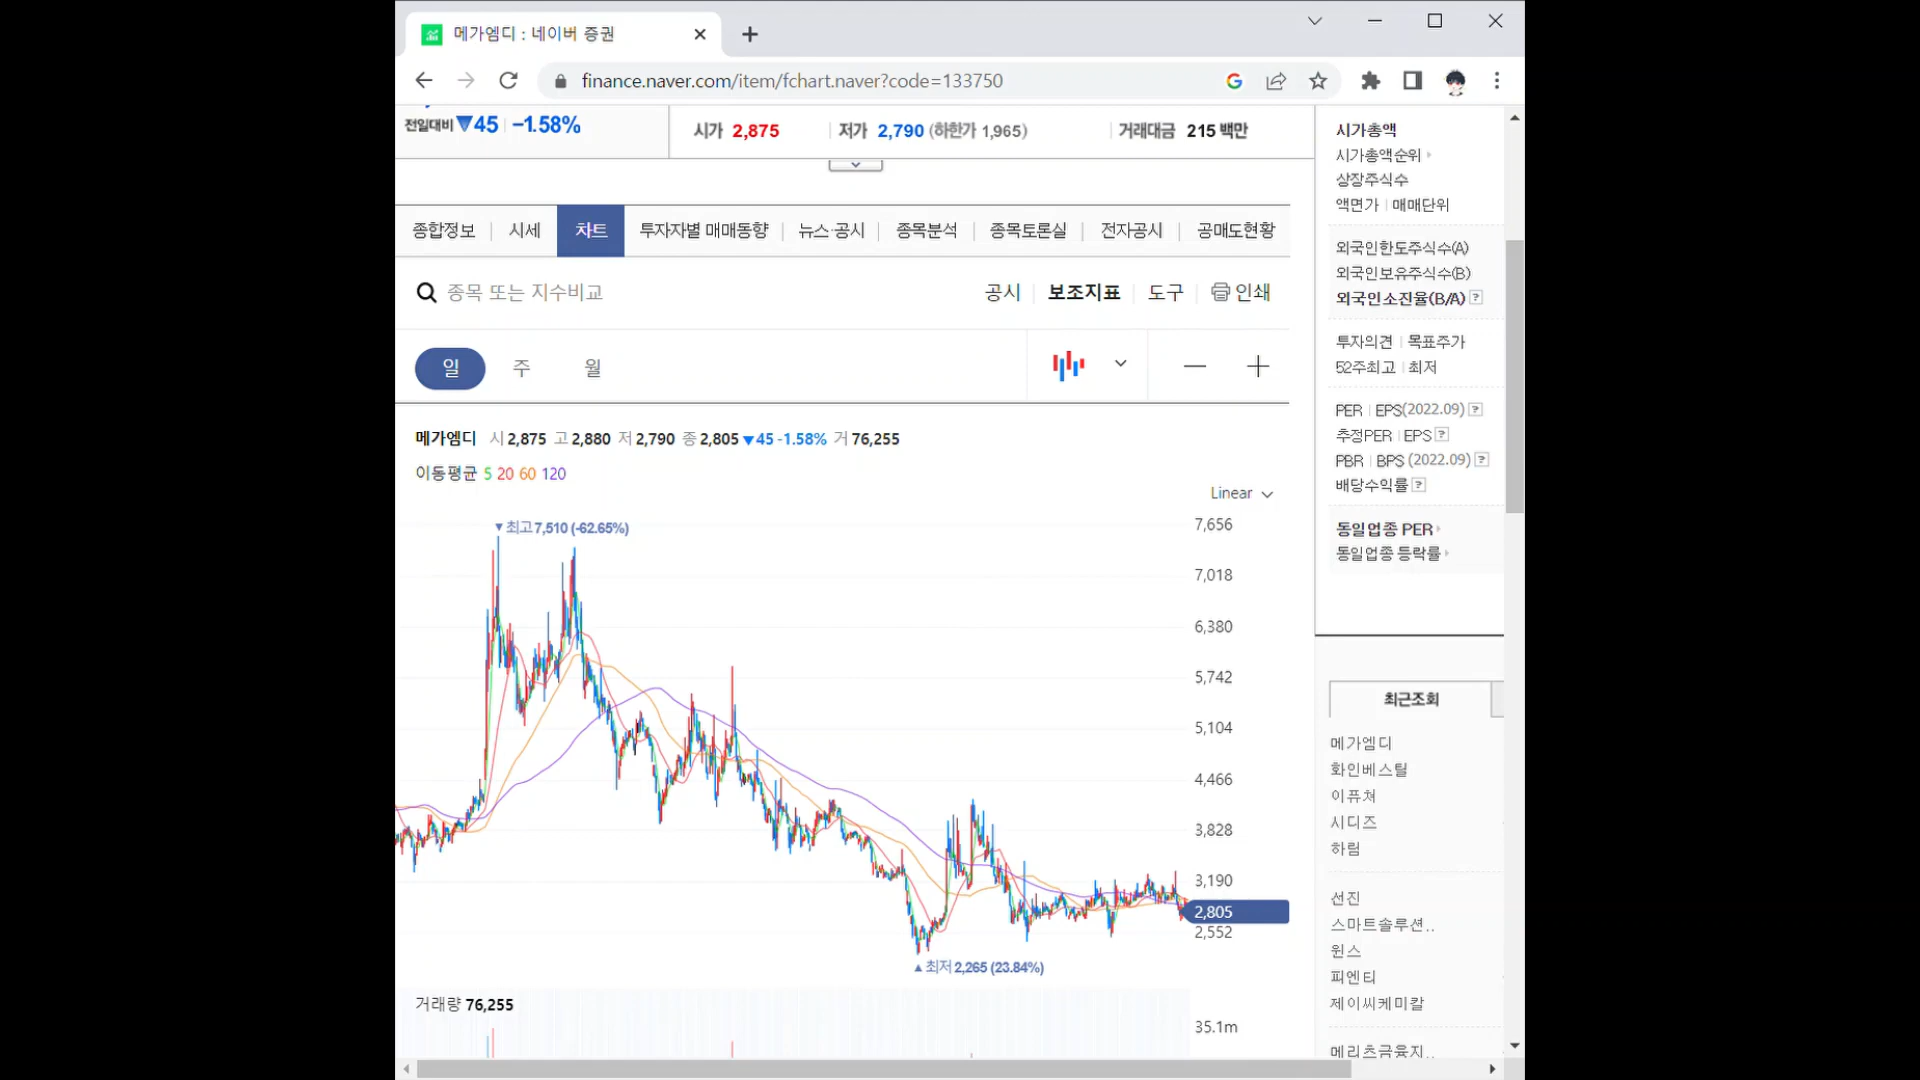 메가엠디 : 네이버 증권
finance.naver.com/item/fchart.naver?code=133750
전일대비 ▼45 -1.58%
시가 2,875 저가 2,790 (하한가 1,965) 거래대금 215 백만
종합정보 시세 차트 투자자별 매매동향 뉴스·공시 종목분석 종목토론실 전자공시 공매도현황
종목 또는 지수비교 공시 보조지표 도구 인쇄
일 주 월
메가엠디 시 2,875 고 2,880 저 2,790 종 2,805 ▼45 -1.58% 거 76,255
이동평균 5 20 60 120
Linear
▼최고 7,510 (-62.65%)
7,656
7,018
6,380
5,742
5,104
4,466
3,828
3,190
2,805
2,552
▲최저 2,265 (23.84%)
거래량 76,255
35.1m
시가총액
시가총액순위
상장주식수
액면가 매매단위
외국인한도주식수(A)
외국인보유주식수(B)
외국인소진율(B/A) ?
투자의견 목표주가
52주최고 최저
PER EPS(2022.09) ?
추정PER EPS ?
PBR BPS (2022.09) ?
배당수익률 ?
동일업종 PER
동일업종 등락률
최근조회
메가엠디
화인베스틸
이퓨쳐
시디즈
하림
선진
스마트솔루션..
윈스
피엔티
제이씨케미칼
메리츠금융지..